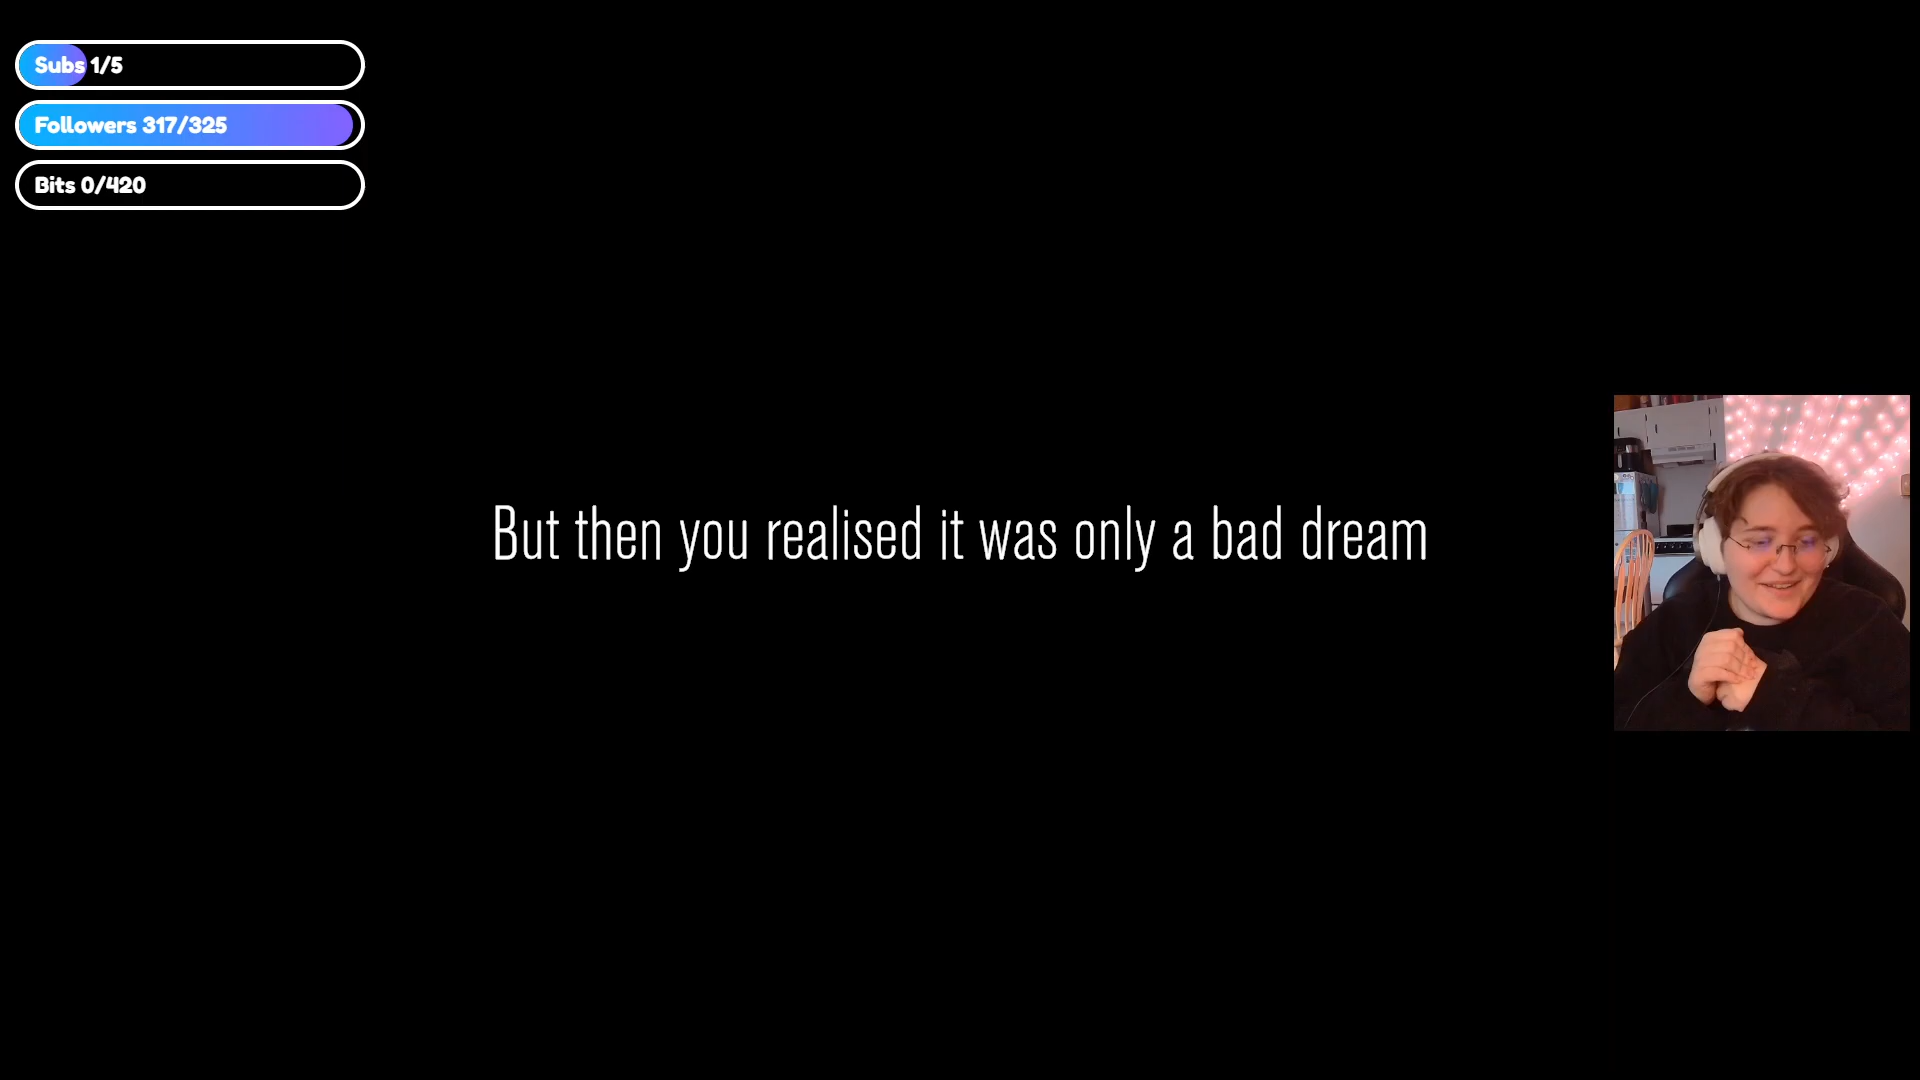 Subs 1/5
Followers 317/325
Bits 0/420
But then you realised it was only a bad dream